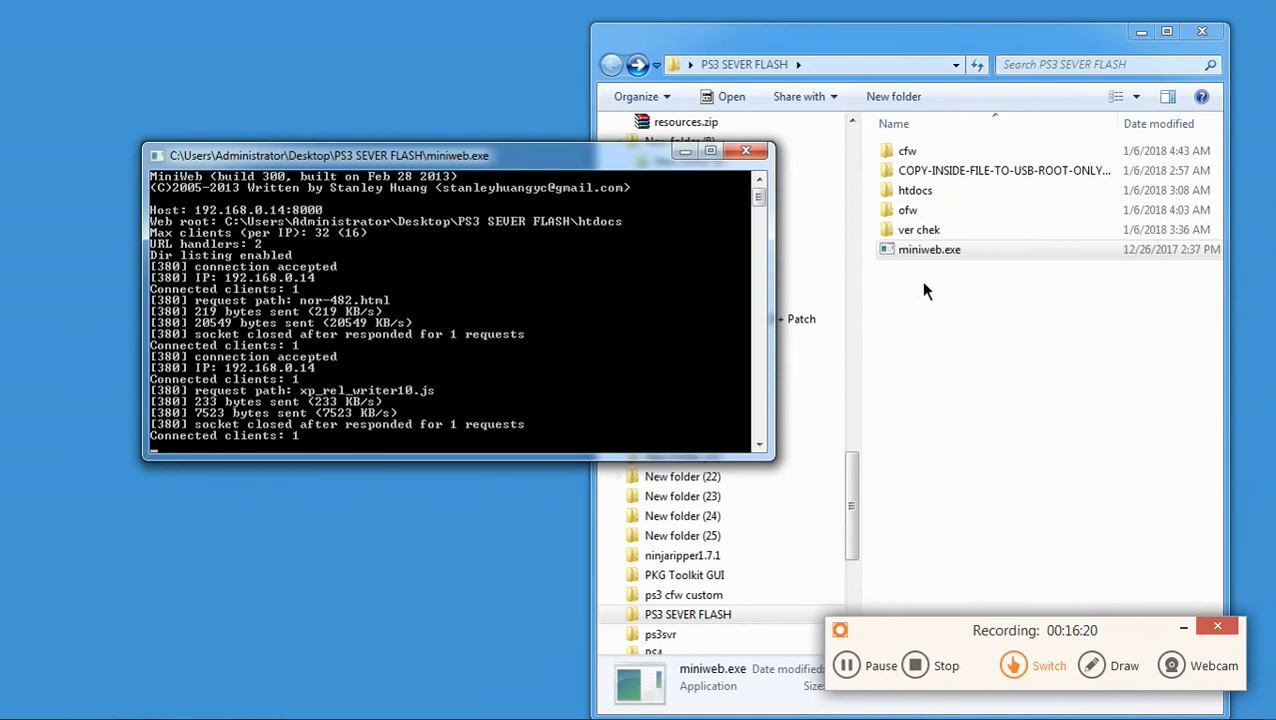 PS3 SEVER FLASH
Search PS3 SEVER FLASH
Organize
Open
Share with
New folder
resources.zip
Name
Date modified
cfw
1/6/2018 4:43 AM
COPY-INSIDE-FILE-TO-USB-ROOT-ONLY...
1/6/2018 2:57 AM
htdocs
1/6/2018 3:08 AM
ofw
1/6/2018 4:03 AM
ver chek
1/6/2018 3:36 AM
miniweb.exe
12/26/2017 2:37 PM
C:\Users\Administrator\Desktop\PS3 SEVER FLASH\miniweb.exe
MiniWeb (build 300, built on Feb 28 2013)
(C)2005-2013 Written by Stanley Huang <stanleyhuangyc@gmail.com>
Host: 192.168.0.14:8000
Web root: C:\Users\Administrator\Desktop\PS3 SEVER FLASH\htdocs
Max clients (per IP): 32 (16)
URL handlers: 2
Dir listing enabled
[380] connection accepted
[380] IP: 192.168.0.14
Connected clients: 1
[380] request path: nor-482.html
[380] 219 bytes sent (219 KB/s)
[380] 20549 bytes sent (20549 KB/s)
[380] socket closed after responded for 1 requests
Connected clients: 1
[380] connection accepted
[380] IP: 192.168.0.14
Connected clients: 1
[380] request path: xp_rel_writer10.js
[380] 233 bytes sent (233 KB/s)
[380] 7523 bytes sent (7523 KB/s)
[380] socket closed after responded for 1 requests
Connected clients: 1
+ Patch
New folder (22)
New folder (23)
New folder (24)
New folder (25)
ninjaripper1.7.1
PKG Toolkit GUI
ps3 cfw custom
PS3 SEVER FLASH
ps3svr
PS4
miniweb.exe
Date modified:
Application
Size:
Recording: 00:16:20
Pause
Stop
Switch
Draw
Webcam